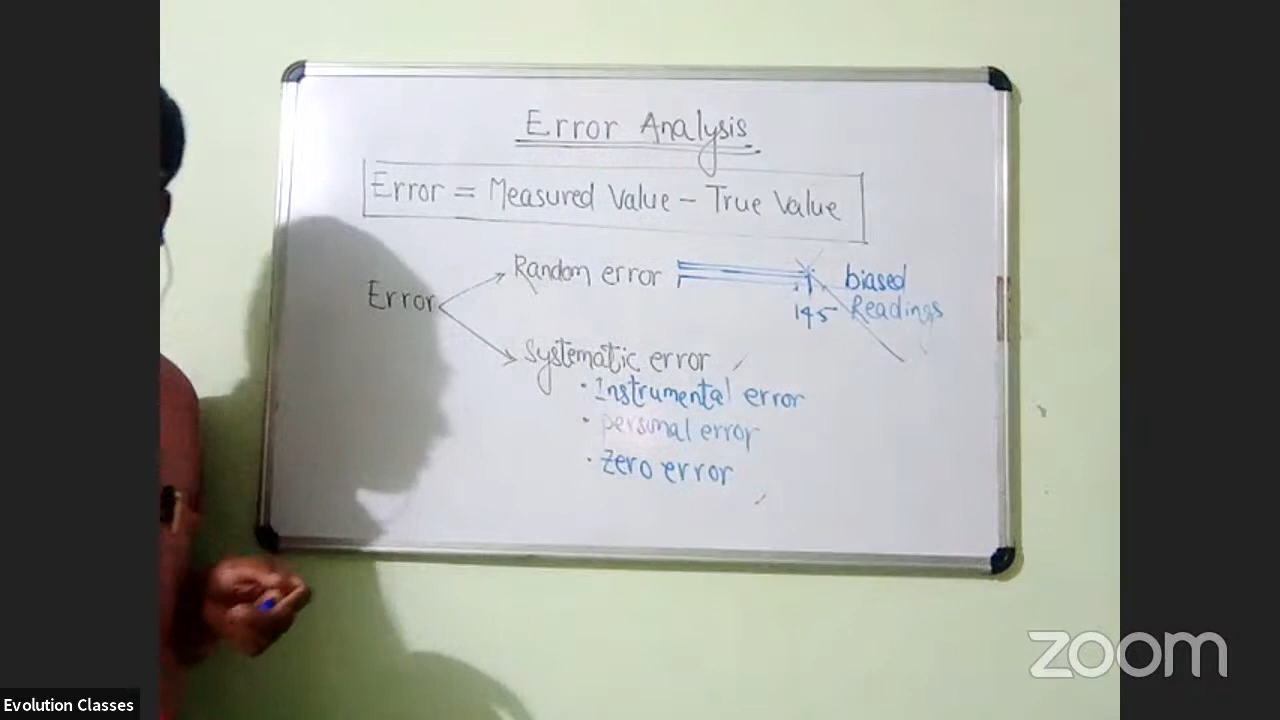 Error Analysis
Error = Measured Value - True Value
Random error
biased
Readings
145
Error
Systematic error
• Instrumental error
• personal error
• Zero error
zoom
Evolution Classes